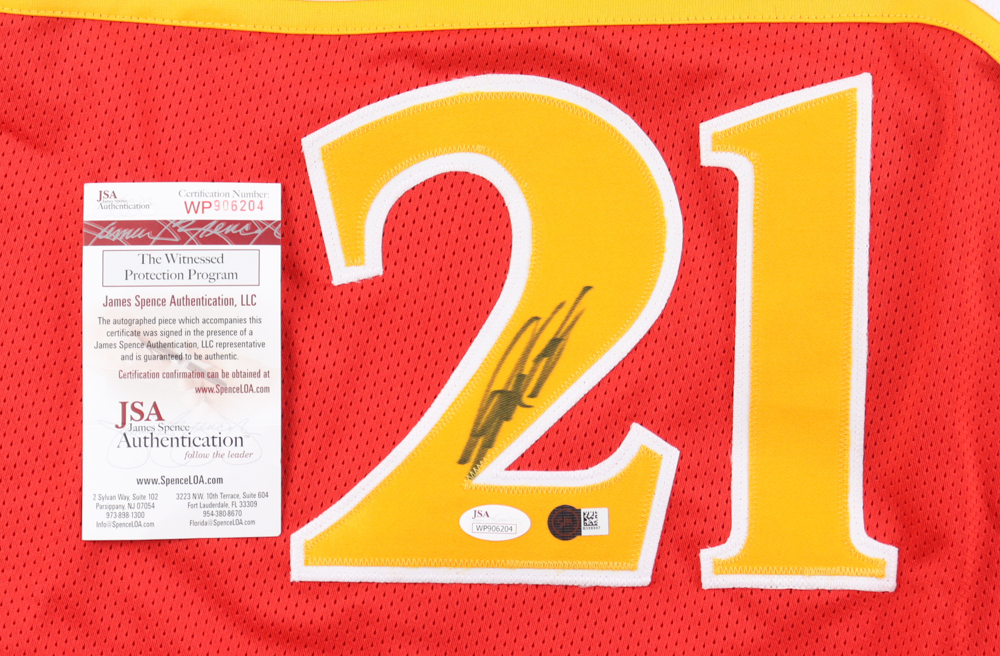 21
JSA
James Spence
Authentication
Certification Number:
WP906204
The Witnessed
Protection Program
James Spence Authentication, LLC
The autographed piece which accompanies this
certificate was signed in the presence of a
James Spence Authentication, LLC representative
and is guaranteed to be authentic.
Certification confirmation can be obtained at
www.SpenceLOA.com
JSA
James Spence
Authentication
follow the leader
www.SpenceLOA.com
2 Sylvan Way, Suite 102
Parsippany, NJ 07054
973-898-1300
Info@SpenceLOA.com
3223 N.W. 10th Terrace, Suite 604
Fort Lauderdale, FL 33309
954-380-8670
Florida@SpenceLOA.com
JSA
WP906204